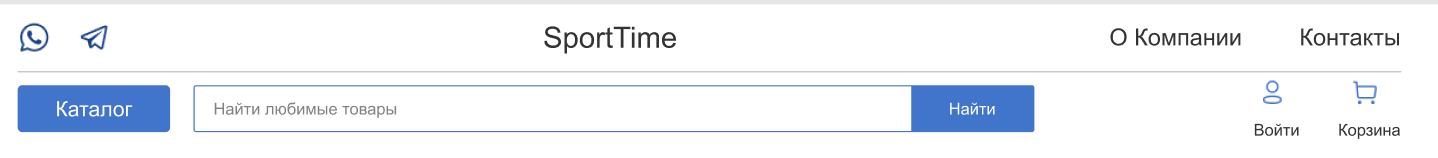 SportTime
О Компании
Контакты
Каталог
Найти любимые товары
Найти
Войти
Корзина